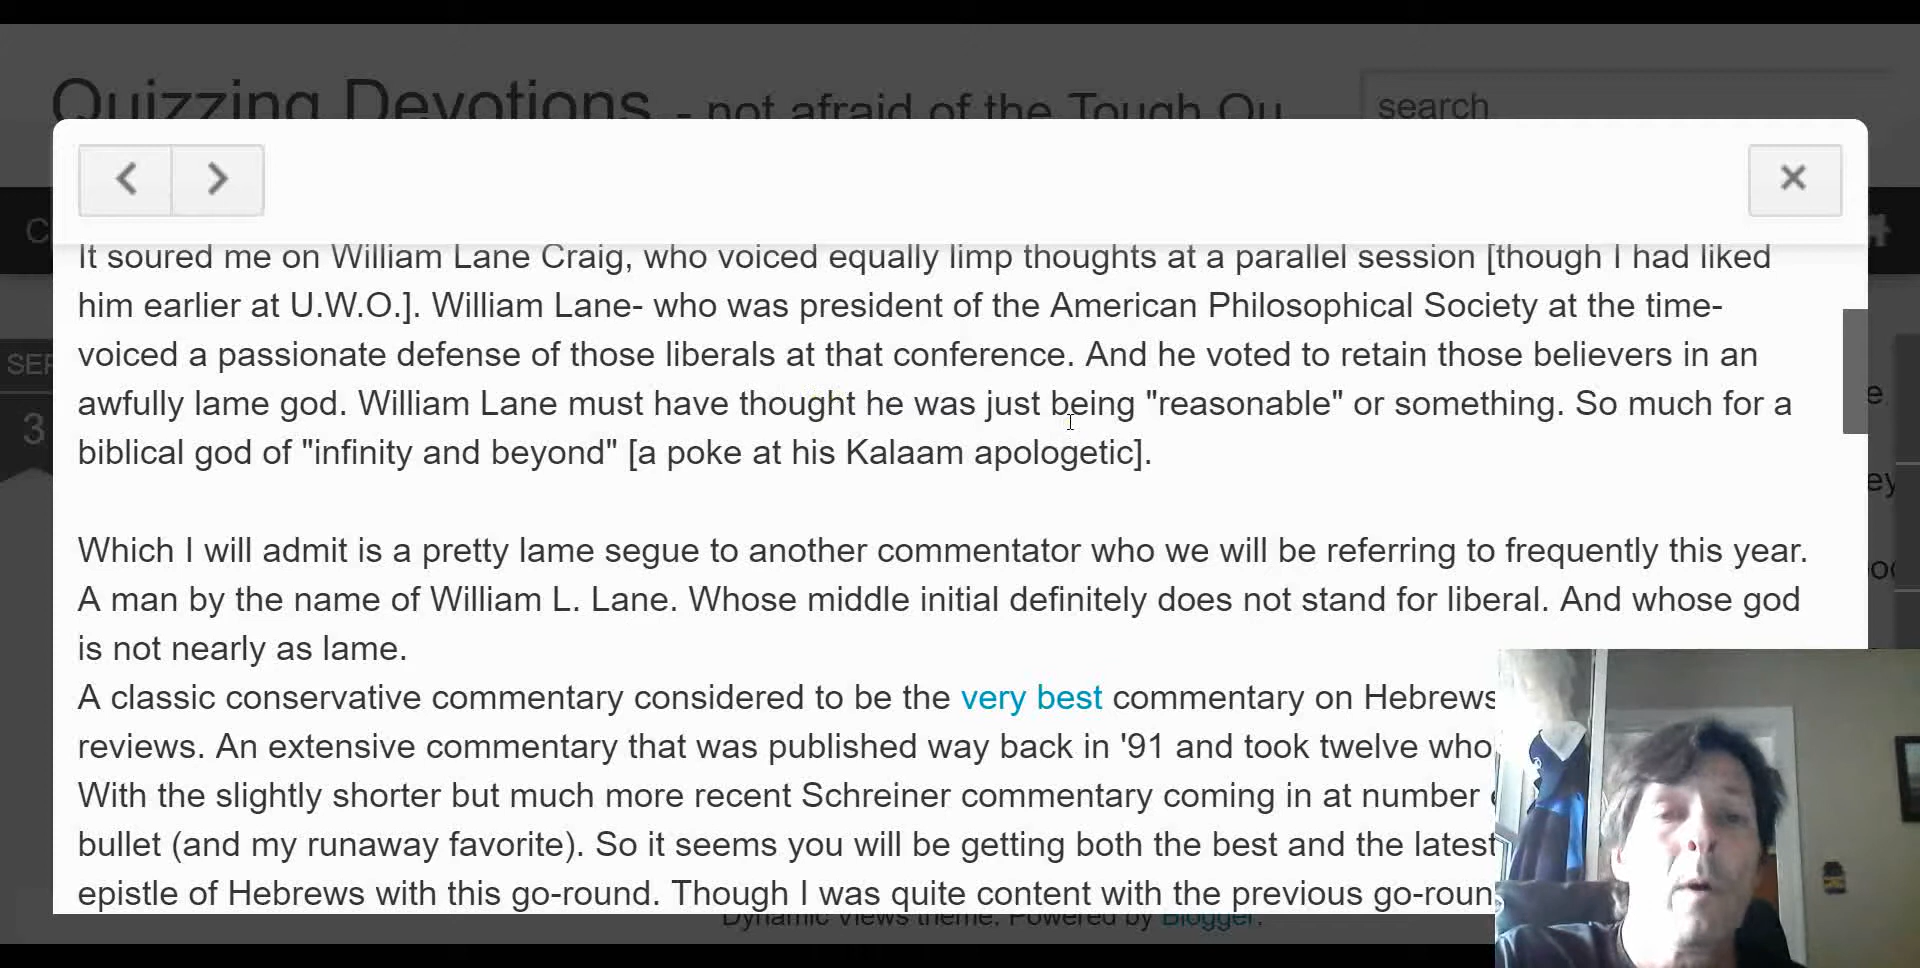 Quizzing Devotions - not afraid of the Tough Qu
search
It soured me on William Lane Craig, who voiced equally limp thoughts at a parallel session [though I had liked
him earlier at U.W.O.]. William Lane- who was president of the American Philosophical Society at the time-
voiced a passionate defense of those liberals at that conference. And he voted to retain those believers in an
awfully lame god. William Lane must have thought he was just being "reasonable" or something. So much for a
biblical god of "infinity and beyond" [a poke at his Kalaam apologetic].
SEP
3
Which I will admit is a pretty lame segue to another commentator who we will be referring to frequently this year.
A man by the name of William L. Lane. Whose middle initial definitely does not stand for liberal. And whose god
is not nearly as lame.
A classic conservative commentary considered to be the very best commentary on Hebrews
reviews. An extensive commentary that was published way back in '91 and took twelve who
With the slightly shorter but much more recent Schreiner commentary coming in at number
bullet (and my runaway favorite). So it seems you will be getting both the best and the latest
epistle of Hebrews with this go-round. Though I was quite content with the previous go-roun
Dynamic Views theme. Powered by Blogger.